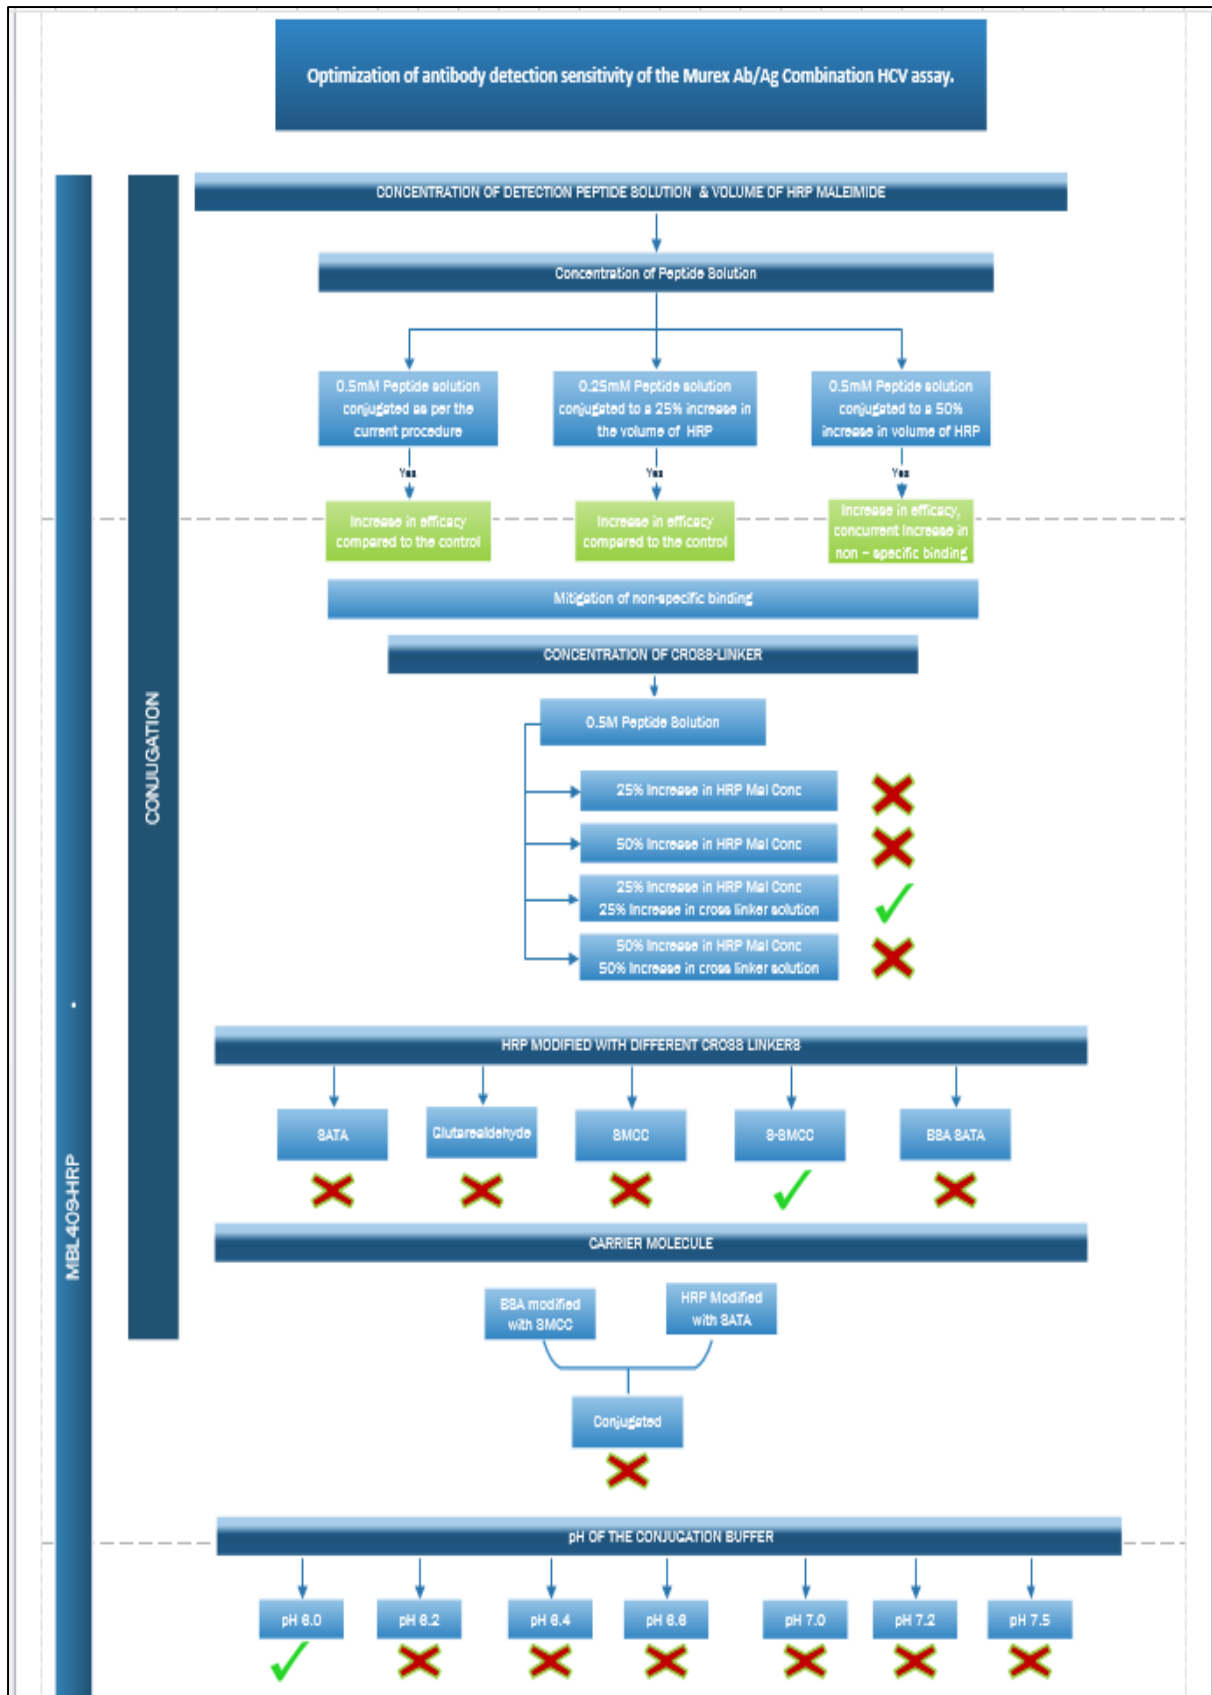 Optimization of antibody detection sensitivity of the Murex Ab/Ag Combination HCV assay.
MBL409-HRP
CONJUGATION
CONCENTRATION OF DETECTION PEPTIDE SOLUTION & VOLUME OF HRP MALEIMIDE
Concentration of Peptide Solution
0.5mM Peptide solution
conjugated as per the
current procedure
0.25mM Peptide solution
conjugated to a 25% increase in
the volume of HRP
0.5mM Peptide solution
conjugated to a 50%
increase in volume of HRP
Yes
Yes
Yes
Increase in efficacy
compared to the control
Increase in efficacy
compared to the control
Increase in efficacy,
concurrent Increase in
non – specific binding
Mitigation of non-specific binding
CONCENTRATION OF CROSS-LINKER
0.5M Peptide Solution
25% Increase in HRP Mal Conc
50% Increase in HRP Mal Conc
25% Increase in HRP Mal Conc
25% Increase in cross linker solution
50% Increase in HRP Mal Conc
50% Increase in cross linker solution
HRP MODIFIED WITH DIFFERENT CROSS LINKERS
SATA
Glutarealdehyde
SMCC
S-SMCC
BSA SATA
CARRIER MOLECULE
BSA modified
with SMCC
HRP Modified
with SATA
Conjugated
pH OF THE CONJUGATION BUFFER
pH 6.0
pH 6.2
pH 6.4
pH 6.6
pH 7.0
pH 7.2
pH 7.5